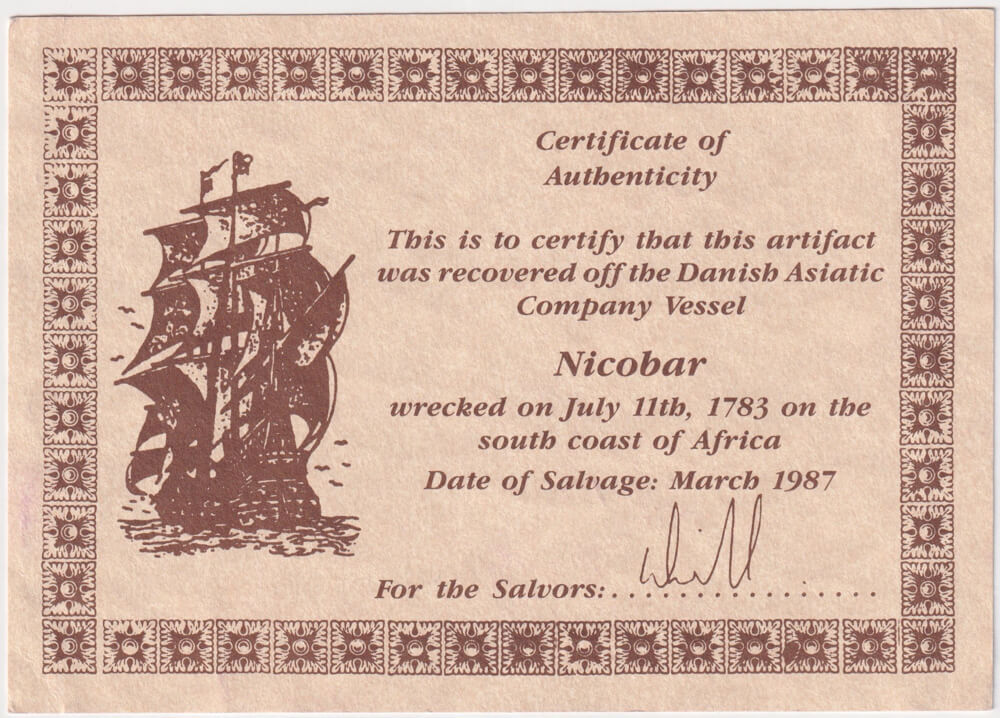 Certificate of
Authenticity
This is to certify that this artifact
was recovered off the Danish Asiatic
Company Vessel
Nicobar
wrecked on July 11th, 1783 on the
south coast of Africa
Date of Salvage: March 1987
For the Salvors:................